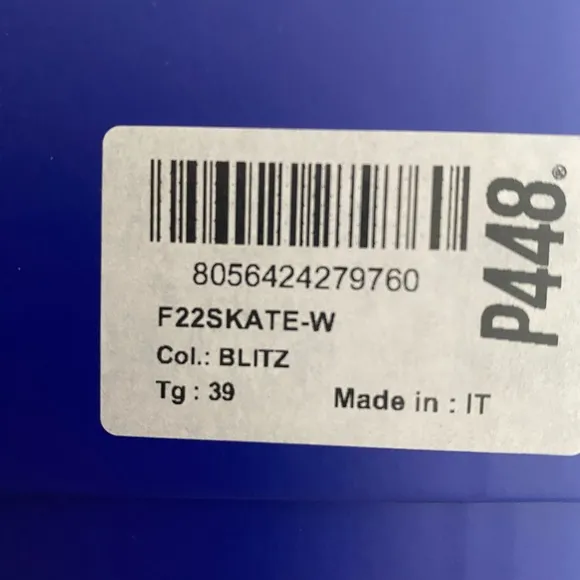 8056424279760
F22SKATE-W
Col.: BLITZ
Tg : 39
Made in : IT
P448®